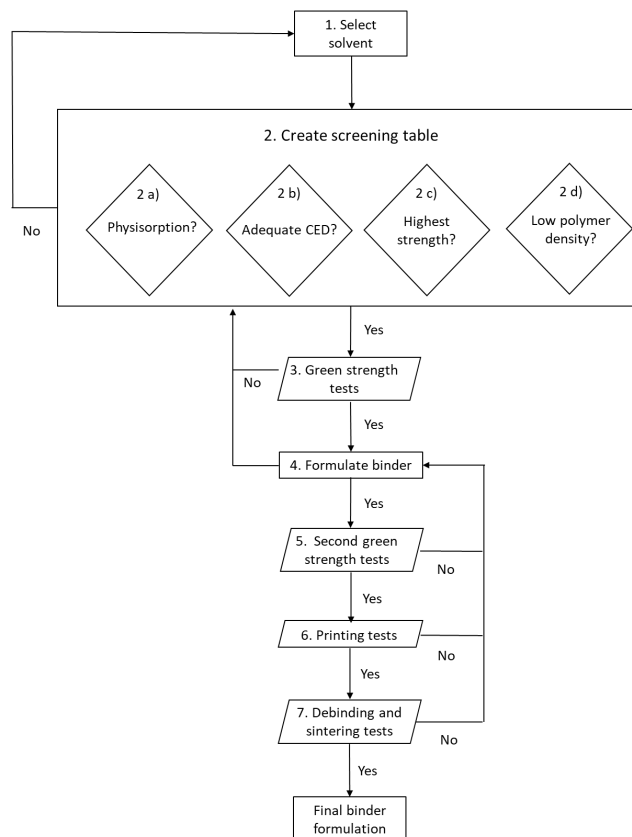 1. Select
solvent
2. Create screening table
2 a)
Physisorption?
2 b)
Adequate CED?
2 c)
Highest
strength?
2 d)
Low polymer
density?
No
Yes
3. Green strength
tests
No
Yes
4. Formulate binder
Yes
5. Second green
strength tests
No
Yes
6. Printing tests
No
Yes
7. Debinding and
sintering tests
No
Yes
Final binder
formulation